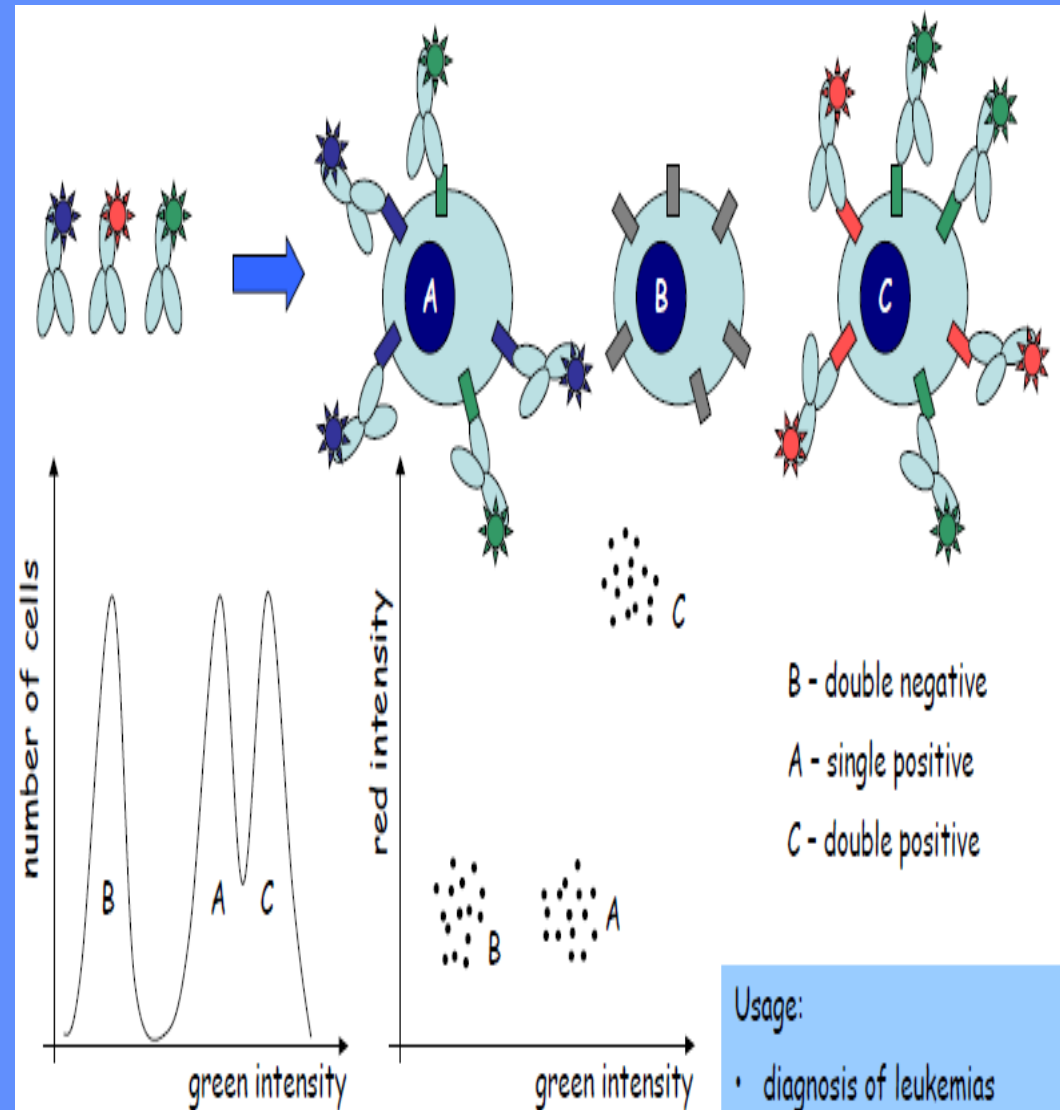 A
B
C
number of cells
B
A
C
green intensity
red intensity
C
B
A
green intensity
B - double negative
A - single positive
C - double positive
Usage:
• diagnosis of leukemias